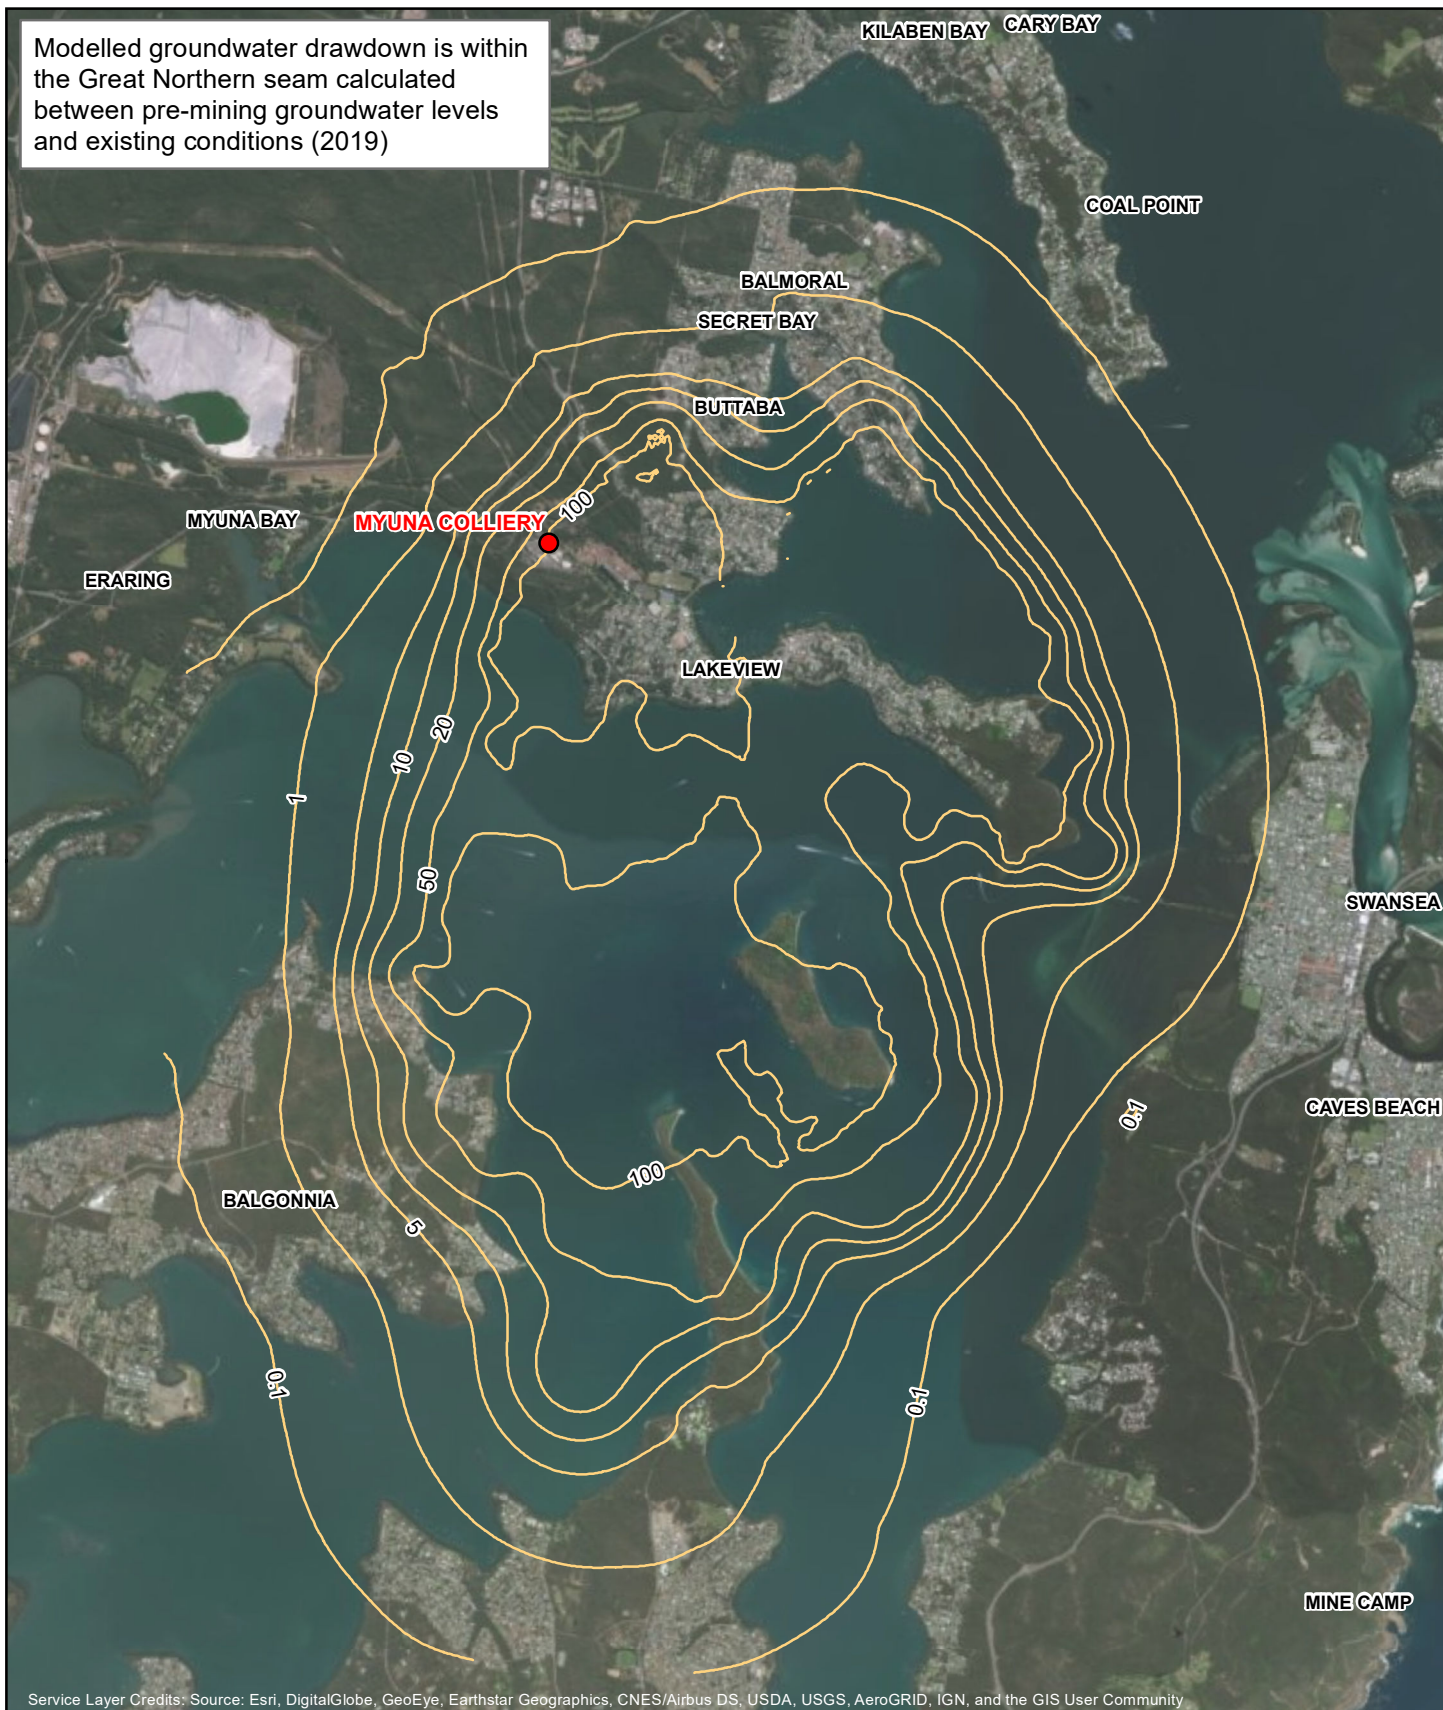 Modelled groundwater drawdown is within
the Great Northern seam calculated
between pre-mining groundwater levels
and existing conditions (2019)
KILABEN BAY
CARY BAY
COAL POINT
BALMORAL
SECRET BAY
BUTTABA
100
MYUNA BAY
MYUNA COLLIERY
ERARING
LAKEVIEW
20
10
1
50
SWANSEA
CAVES BEACH
0.1
100
BALGONNIA
5
0.1
0.1
MINE CAMP
Service Layer Credits: Source: Esri, DigitalGlobe, GeoEye, Earthstar Geographics, CNES/Airbus DS, USDA, USGS, AeroGRID, IGN, and the GIS User Community